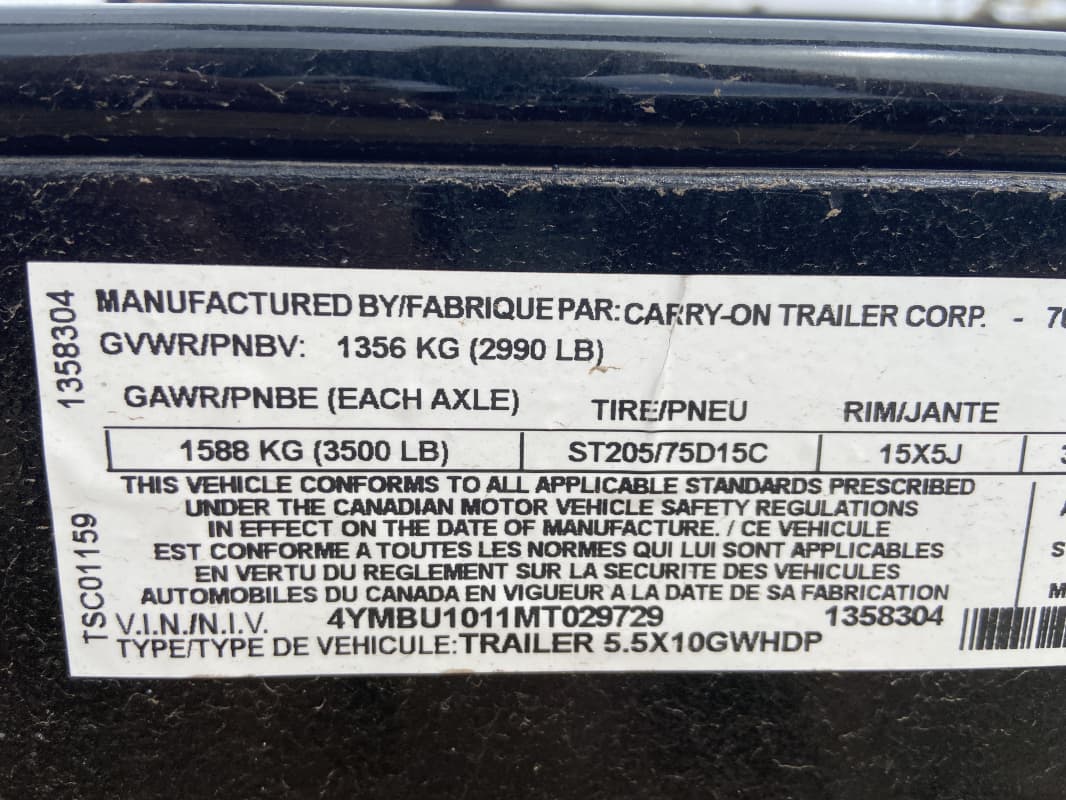 1358304
TSC01159
MANUFACTURED BY/FABRIQUE PAR: CARRY-ON TRAILER CORP. -
GVWR/PNBV: 1356 KG (2990 LB)
GAWR/PNBE (EACH AXLE) TIRE/PNEU RIM/JANTE
1588 KG (3500 LB) ST205/75D15C 15X5J
THIS VEHICLE CONFORMS TO ALL APPLICABLE STANDARDS PRESCRIBED
UNDER THE CANADIAN MOTOR VEHICLE SAFETY REGULATIONS
IN EFFECT ON THE DATE OF MANUFACTURE. / CE VEHICULE
EST CONFORME A TOUTES LES NORMES QUI LUI SONT APPLICABLES
EN VERTU DU REGLEMENT SUR LA SECURITE DES VEHICULES
AUTOMOBILES DU CANADA EN VIGUEUR A LA DATE DE SA FABRICATION
V.I.N./N.I.V. 4YMBU1011MT029729 1358304
TYPE/TYPE DE VEHICULE: TRAILER 5.5X10GWHDP